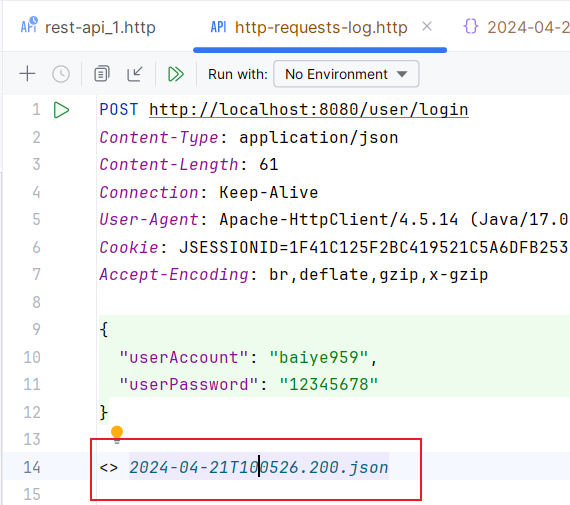 rest-api_1.http http-requests-log.http 2024-04-2
Run with: No Environment
1 POST http://localhost:8080/user/login
2 Content-Type: application/json
3 Content-Length: 61
4 Connection: Keep-Alive
5 User-Agent: Apache-HttpClient/4.5.14 (Java/17.0
6 Cookie: JSESSIONID=1F41C125F2BC419521C5A6DFB253
7 Accept-Encoding: br,deflate,gzip,x-gzip
8
9 {
10 "userAccount": "baiye959",
11 "userPassword": "12345678"
12 }
13
14 <> 2024-04-21T100526.200.json
15